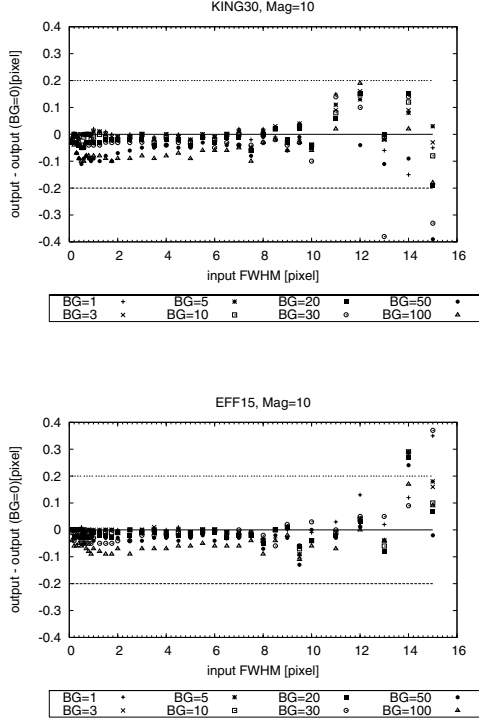 KING30, Mag=10
output - output (BG=0)[pixel]
0.4
0.3
0.2
0.1
0
-0.1
-0.2
-0.3
-0.4
0 2 4 6 8 10 12 14 16
input FWHM [pixel]
BG=1 BG=5 BG=20 BG=50
BG=3 BG=10 BG=30 BG=100
EFF15, Mag=10
output - output (BG=0)[pixel]
0.4
0.3
0.2
0.1
0
-0.1
-0.2
-0.3
-0.4
0 2 4 6 8 10 12 14 16
input FWHM [pixel]
BG=1 BG=5 BG=20 BG=50
BG=3 BG=10 BG=30 BG=100